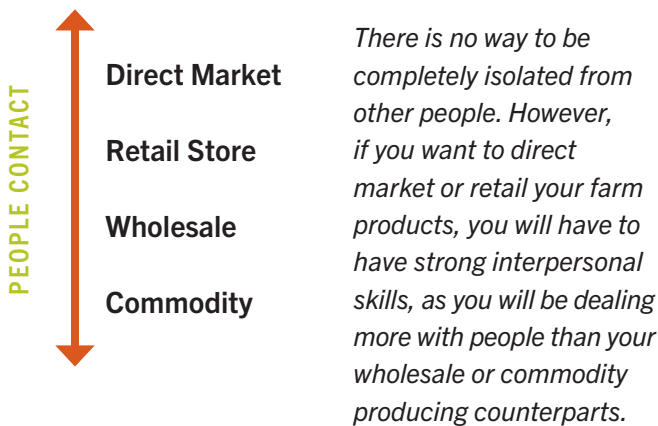 PEOPLE CONTACT
Direct Market
Retail Store
Wholesale
Commodity
There is no way to be
completely isolated from
other people. However,
if you want to direct
market or retail your farm
products, you will have to
have strong interpersonal
skills, as you will be dealing
more with people than your
wholesale or commodity
producing counterparts.